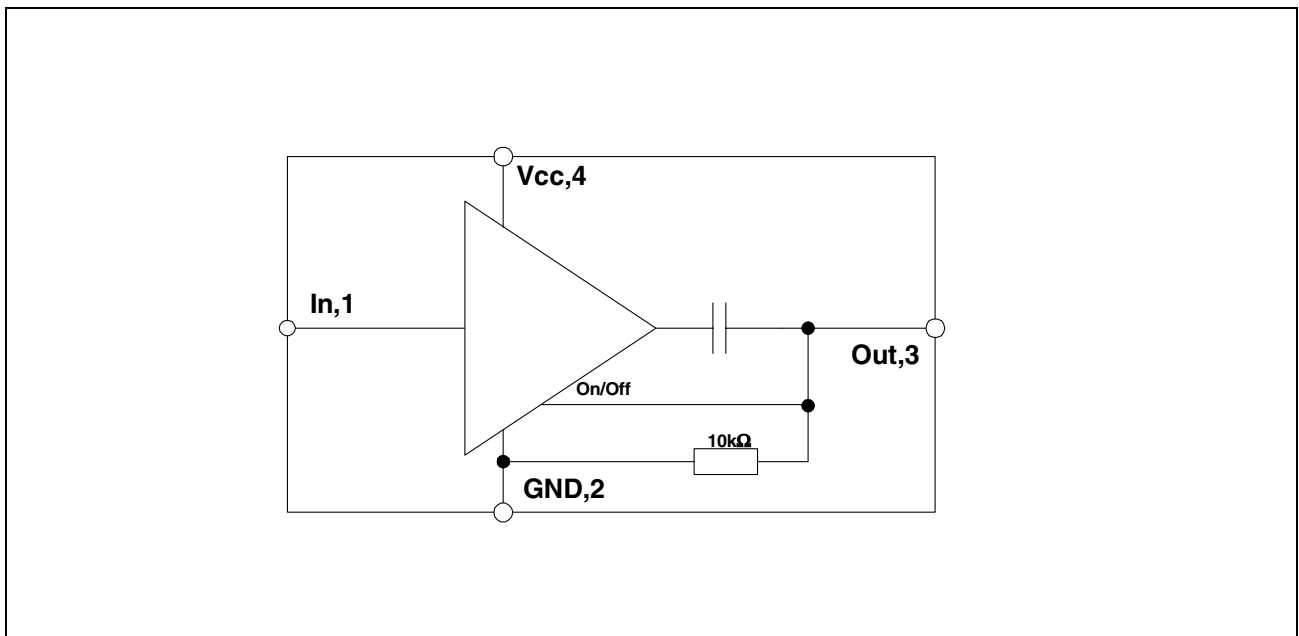 Vcc,4
In,1
Out,3
On/Off
10kΩ
GND,2